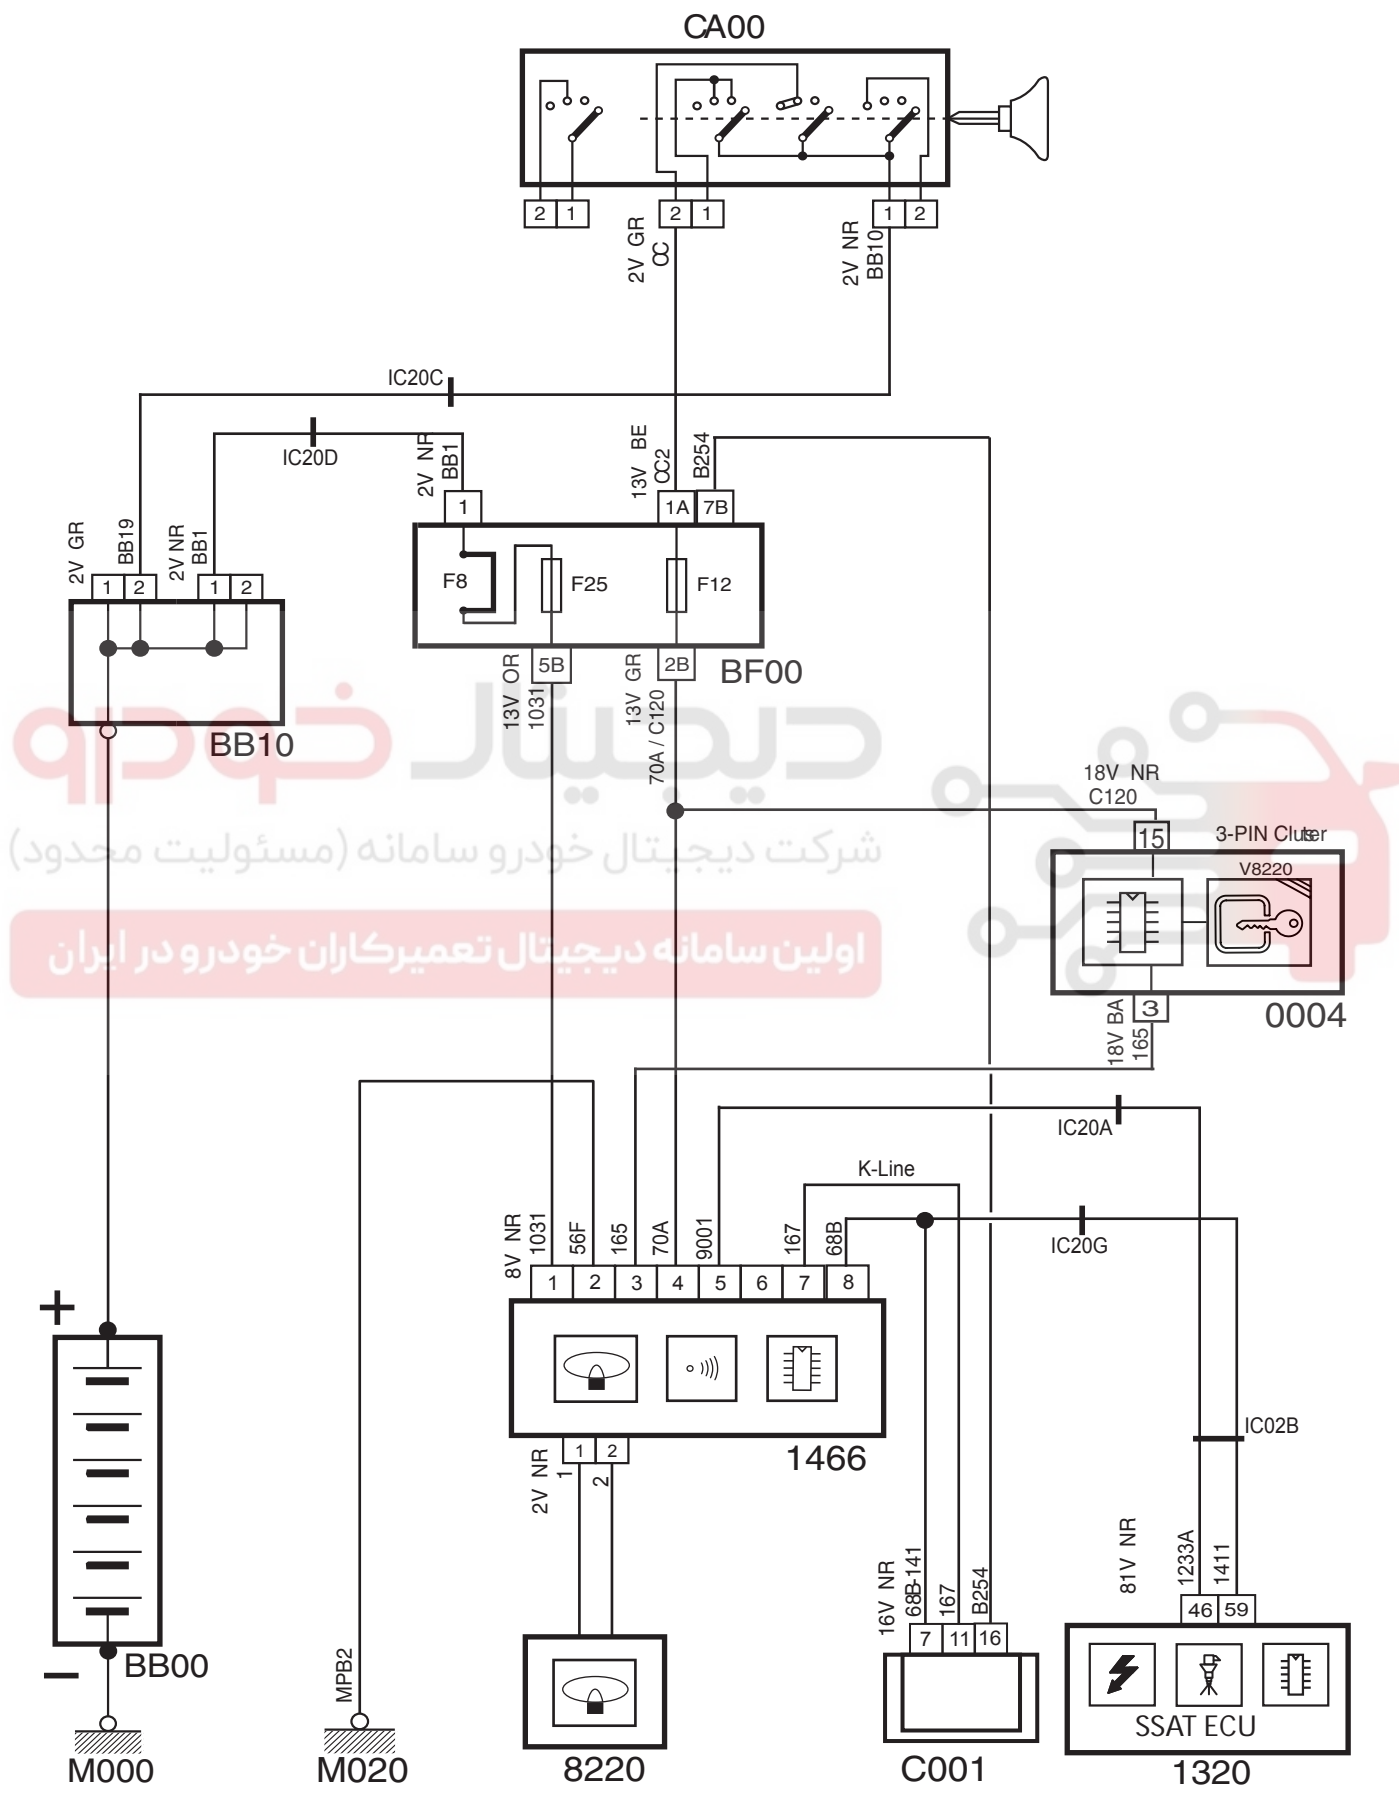 CA00
2 1
2 1
1 2
2V GR
CC
2V NR
BB10
IC20C
IC20D
2V NR
BB1
13V BE
CC2
B254
1
1A 7B
2V GR
BB19
2V NR
BB1
1 2
1 2
F8
F25
F12
5B
2B
BF00
13V OR
1031
13V GR
70A / C120
BB10
دیجیتال خودرو
شرکت دیجیتال خودرو سامانه (مسئولیت محدود)
اولین سامانه دیجیتال تعمیرکاران خودرو در ایران
18V NR
C120
15
3-PIN Cluster
V8220
3
0004
18V BA
165
IC20A
K-Line
IC20G
8V NR
1031
56F
165
70A
9001
167
68B
1 2 3 4 5 6 7 8
1466
+
IC02B
2V NR
1
2
1 2
81V NR
1233A
1411
16V NR
68B-141
167
B254
46 59
7 11 16
BB00
−
MPB2
SSAT ECU
M000
M020
8220
C001
1320